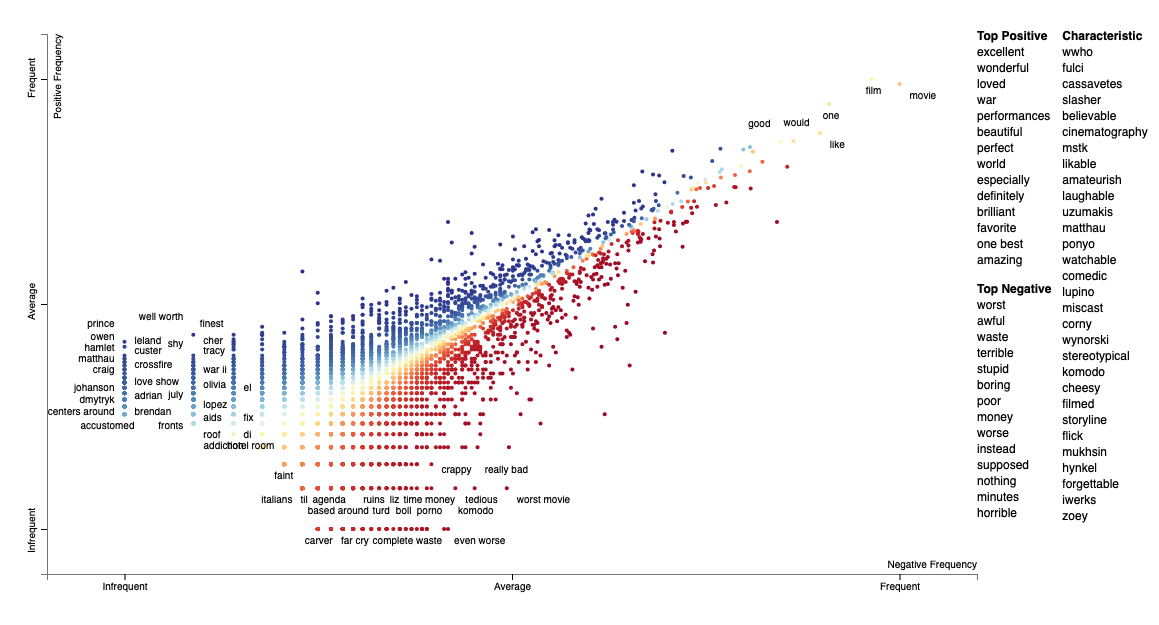 Frequent
Positive Frequency
Average
Infrequent
film
movie
one
good
would
like
well worth
prince
finest
owen
leland
shy
cher
hamlet
custer
tracy
matthau
crossfire
craig
war ii
love show
olivia
el
johanson
adrian
july
dmytryk
lopez
centers around
brendan
aids
fix
accustomed
fronts
roof
di
hotel room
faint
crappy
really bad
italians
til
agenda
ruins
liz
time money
tedious
worst movie
based around
turd
boll
porno
komodo
carver
far cry
complete waste
even worse
Negative Frequency
Infrequent
Average
Frequent
Top Positive
excellent
wonderful
loved
war
performances
beautiful
perfect
world
especially
definitely
brilliant
favorite
one best
amazing
Top Negative
worst
awful
waste
terrible
stupid
boring
poor
money
worse
instead
supposed
nothing
minutes
horrible
Characteristic
wwho
fulci
cassavetes
slasher
believable
cinematography
mstk
likable
amateurish
laughable
uzumakis
matthau
ponyo
watchable
comedic
lupino
miscast
corny
wynorski
stereotypical
komodo
cheesy
filmed
storyline
flick
mukhsin
hynkel
forgettable
iwerks
zoey